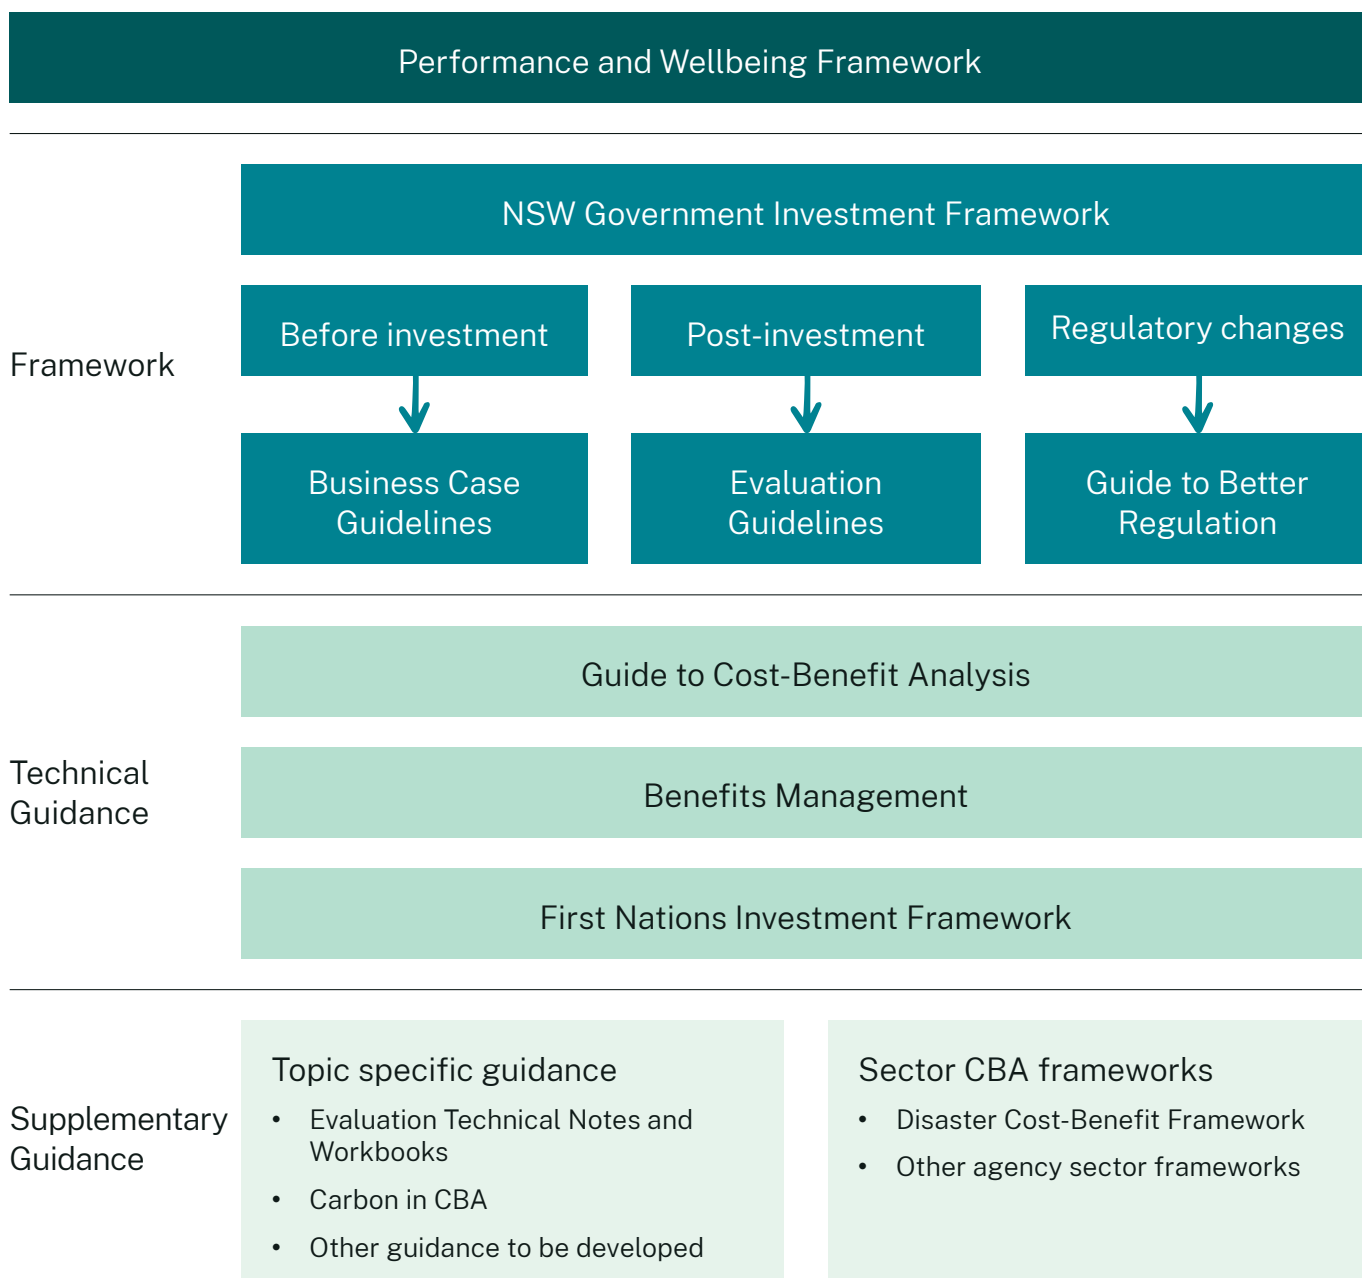 Performance and Wellbeing Framework
NSW Government Investment Framework
Framework
Before investment
Post-investment
Regulatory changes
Business Case
Guidelines
Evaluation
Guidelines
Guide to Better
Regulation
Technical
Guidance
Guide to Cost-Benefit Analysis
Benefits Management
First Nations Investment Framework
Supplementary
Guidance
Topic specific guidance
• Evaluation Technical Notes and
Workbooks
• Carbon in CBA
• Other guidance to be developed
Sector CBA frameworks
• Disaster Cost-Benefit Framework
• Other agency sector frameworks